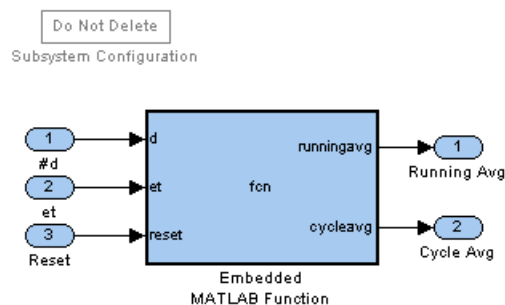 Do Not Delete
Subsystem Configuration
1
#d
2
et
3
Reset
d
et
reset
fcn
runningavg
cycleavg
Embedded
MATLAB Function
1
Running Avg
2
Cycle Avg